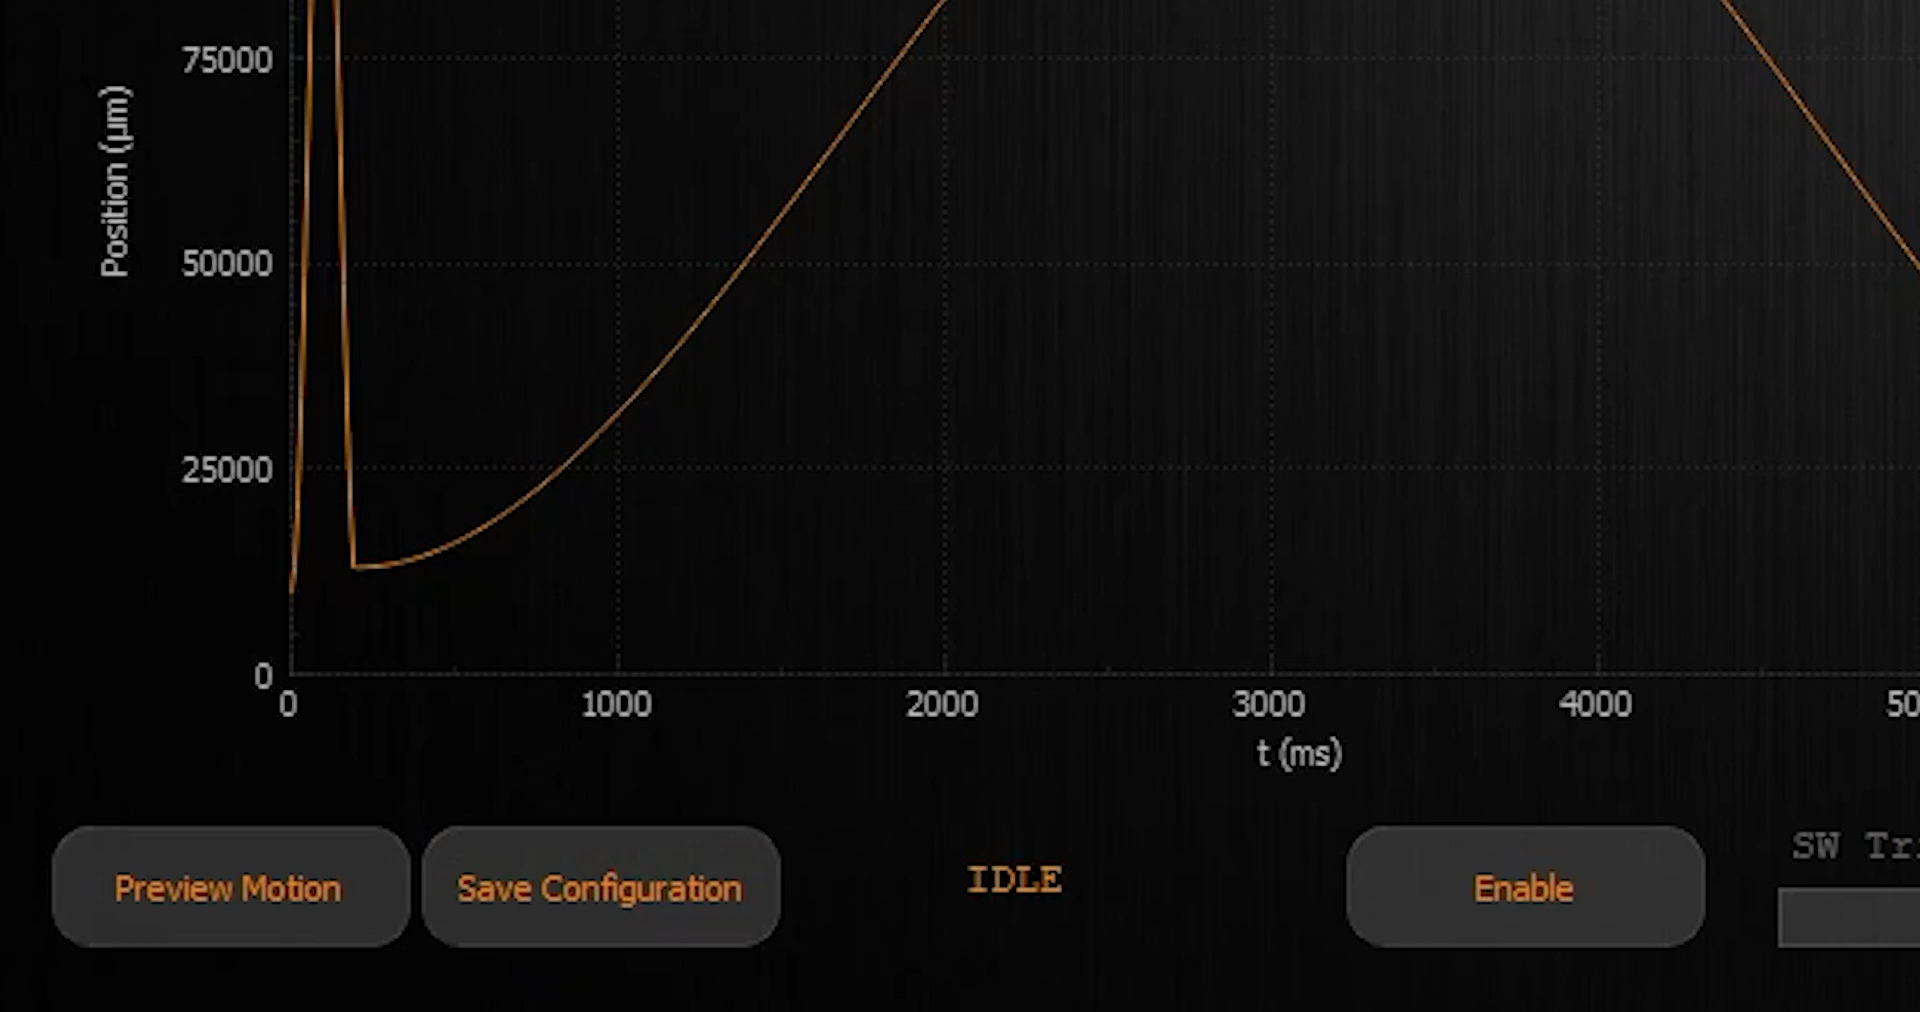 75000
Position (µm)
50000
25000
0
0 1000 2000 3000 4000
t (ms)
SW
Preview Motion Save Configuration IDLE Enable